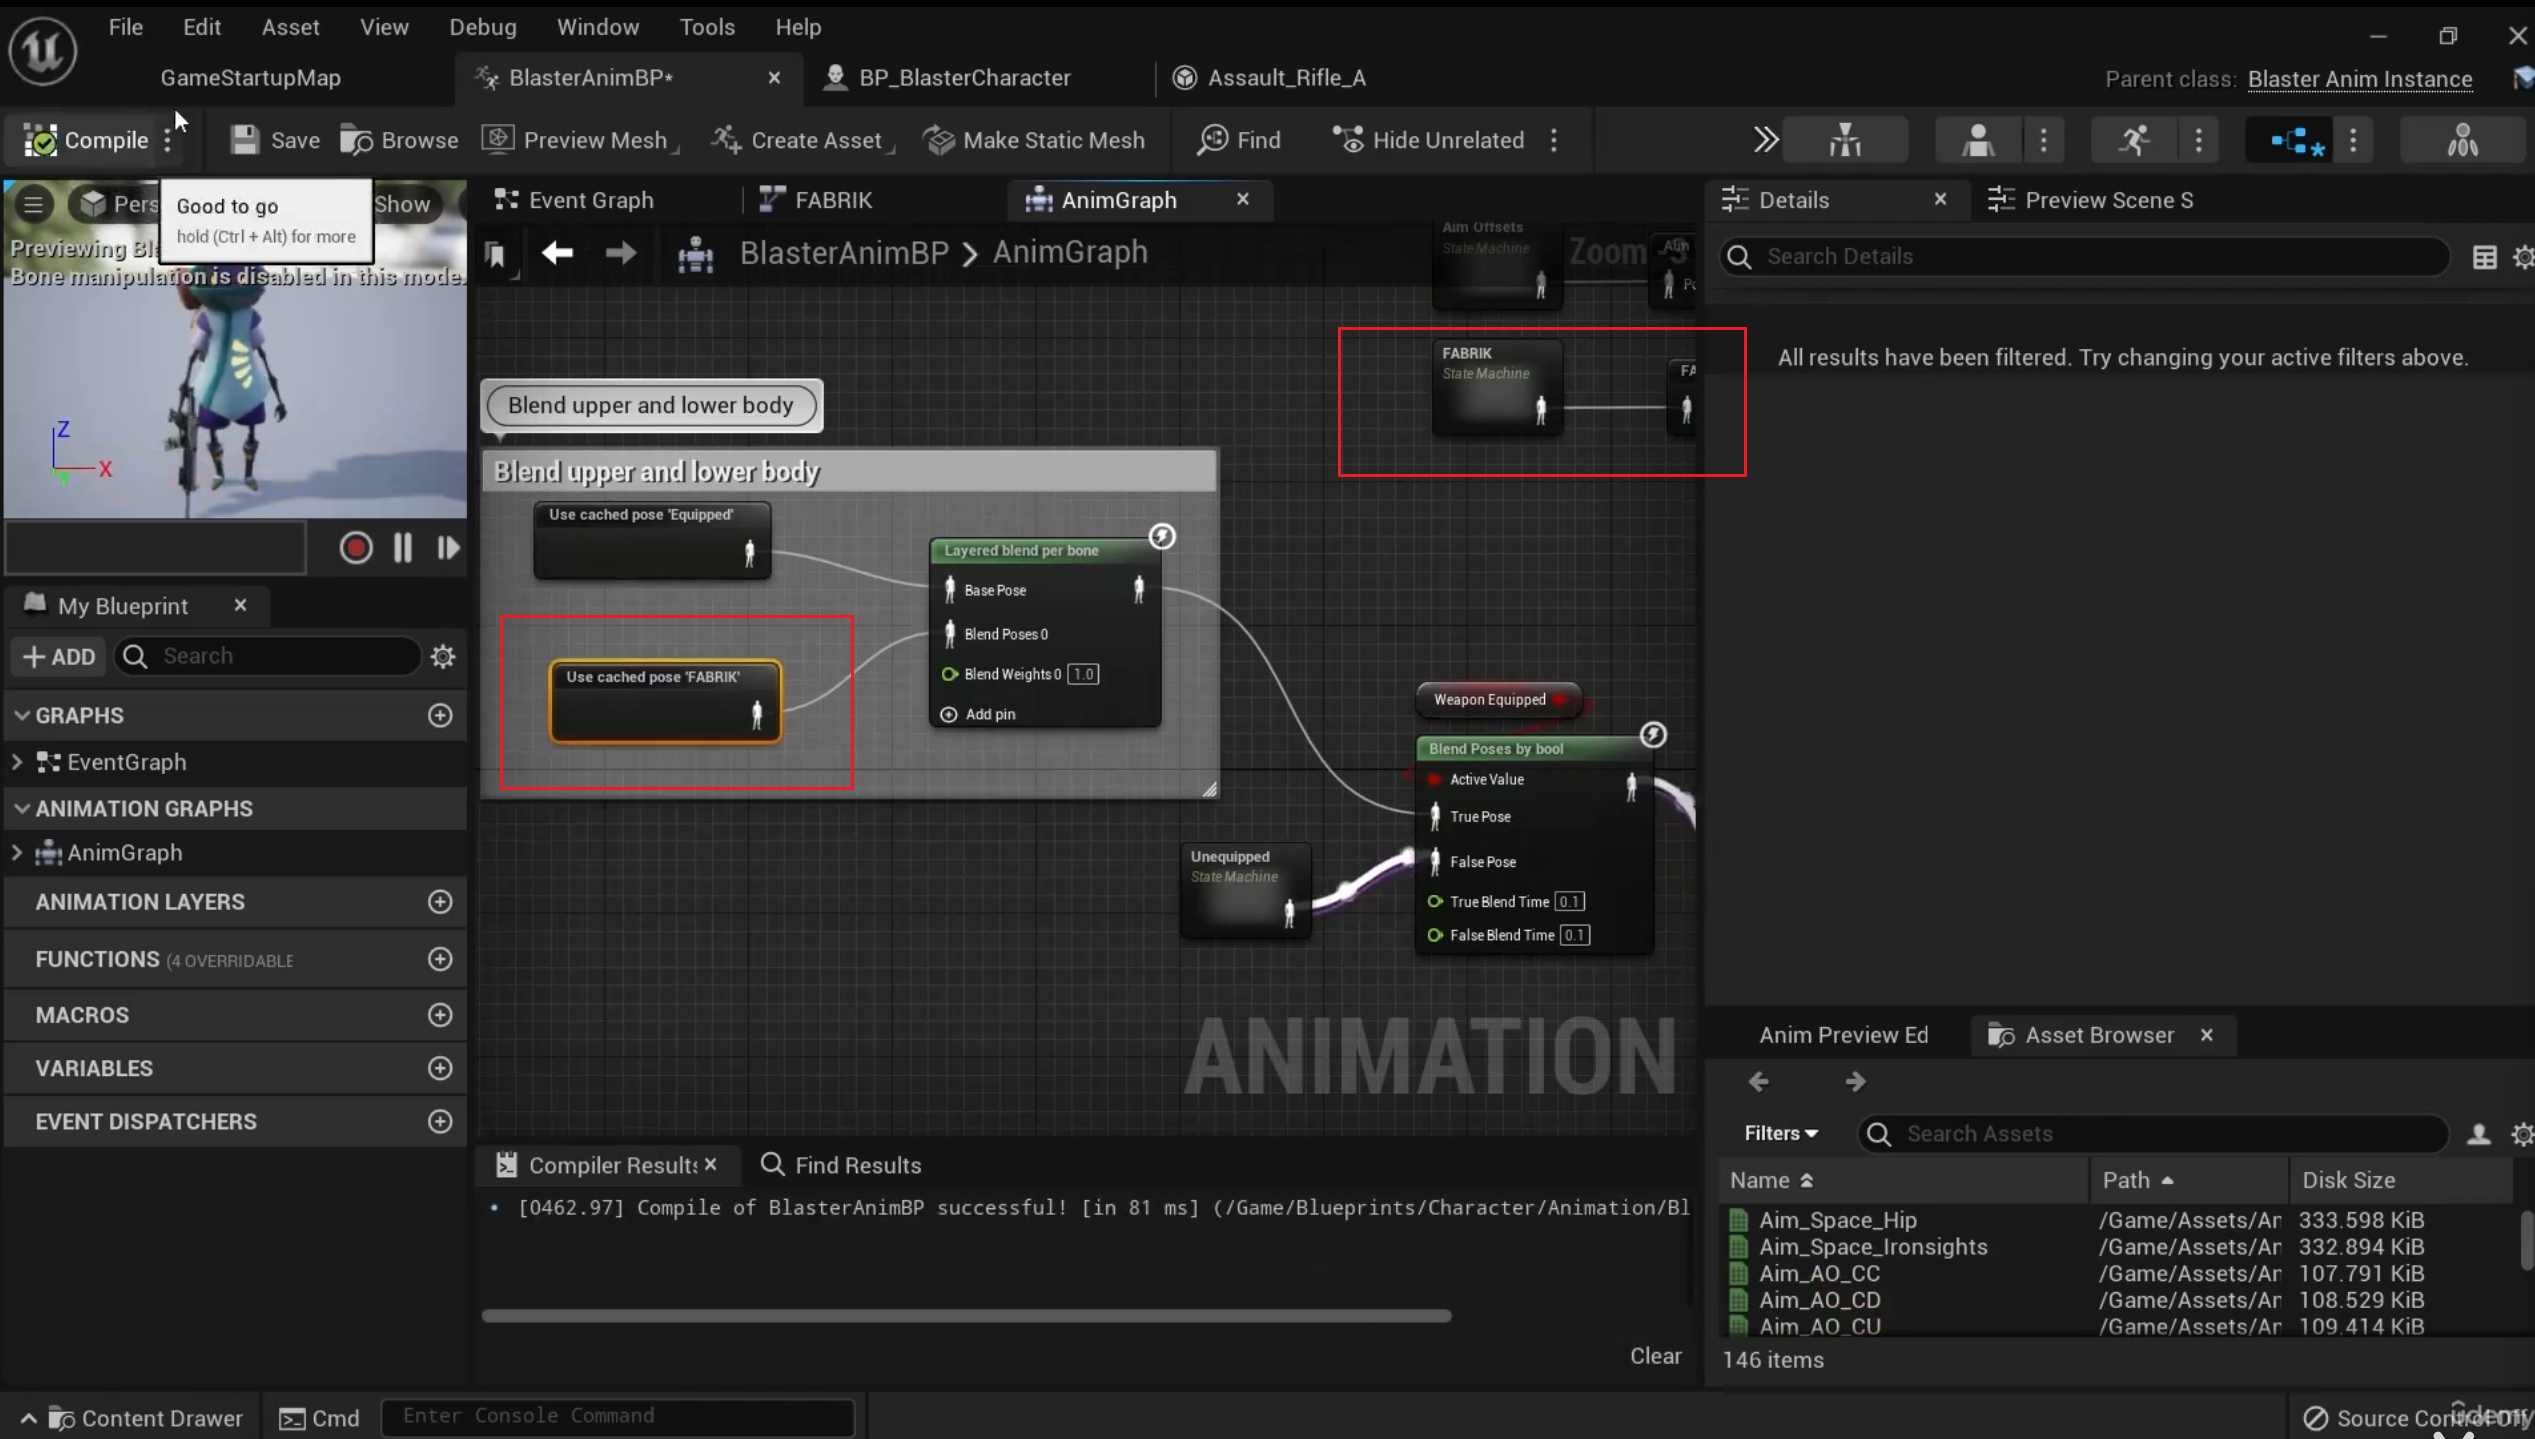 File Edit Asset View Debug Window Tools Help
GameStartupMap BlasterAnimBP* BP_BlasterCharacter Assault_Rifle_A Parent class: Blaster Anim Instance
Compile Save Browse Preview Mesh Create Asset Make Static Mesh Find Hide Unrelated
Pers Show
Good to go
hold (Ctrl + Alt) for more
Previewing Bla
Bone manipulation is disabled in this mode.
Z
X
Y
Event Graph FABRIK AnimGraph
BlasterAnimBP > AnimGraph
Zoom -3
Aim Offsets
State Machine
Aim
FABRIK
State Machine
FA
Blend upper and lower body
Blend upper and lower body
Use cached pose 'Equipped'
Use cached pose 'FABRIK'
Layered blend per bone
Base Pose
Blend Poses 0
Blend Weights 0 1.0
Add pin
Weapon Equipped
Blend Poses by bool
Active Value
True Pose
False Pose
True Blend Time 0.1
False Blend Time 0.1
Unequipped
State Machine
ANIMATION
My Blueprint
ADD Search
GRAPHS
EventGraph
ANIMATION GRAPHS
AnimGraph
ANIMATION LAYERS
FUNCTIONS (4 OVERRIDABLE
MACROS
VARIABLES
EVENT DISPATCHERS
Compiler Results Find Results
[0462.97] Compile of BlasterAnimBP successful! [in 81 ms] (/Game/Blueprints/Character/Animation/Bl
Clear
Details Preview Scene S
Search Details
All results have been filtered. Try changing your active filters above.
Anim Preview Ed Asset Browser
Filters Search Assets
Name Path Disk Size
Aim_Space_Hip /Game/Assets/An 333.598 KiB
Aim_Space_Ironsights /Game/Assets/An 332.894 KiB
Aim_AO_CC /Game/Assets/An 107.791 KiB
Aim_AO_CD /Game/Assets/An 108.529 KiB
Aim_AO_CU /Game/Assets/An 109.414 KiB
146 items
Content Drawer Cmd Enter Console Command Source Control Off
udemy